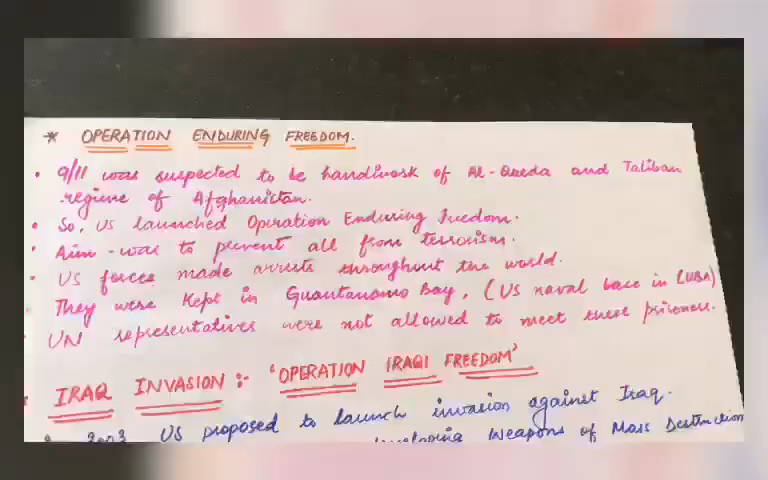 * OPERATION ENDURING FREEDOM.
• 9/11 was suspected to be handiwork of Al-Qaeda and Taliban
regime of Afghanistan.
• So, US launched Operation Enduring Freedom.
• Aim - was to prevent all from terrorism.
• US forces made arrests throughout the world.
They were kept in Guantanamo Bay, (US naval base in CUBA)
UN representatives were not allowed to meet these prisoners.
IRAQ INVASION :- 'OPERATION IRAQI FREEDOM'
2003 US proposed to launch invasion against Iraq.
Weapons of Mass Destruction